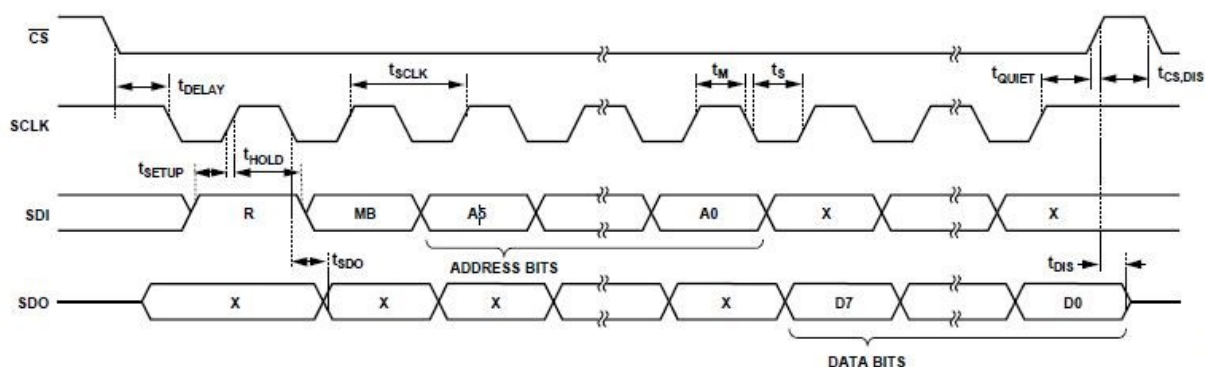 CS
tDELAY
tSCLK
tM
tS
tQUIET
tCS,DIS
SCLK
tSETUP
tHOLD
SDI
R
MB
A5
A0
X
X
tSDO
ADDRESS BITS
tDIS
SDO
X
X
X
X
D7
D0
DATA BITS